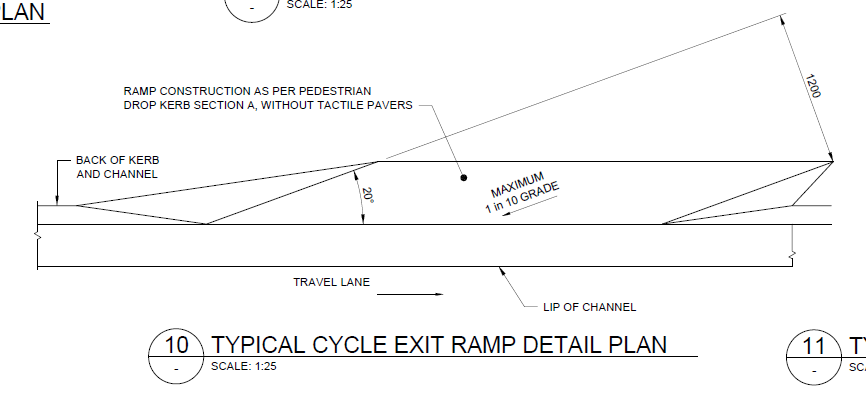 PLAN
-
SCALE: 1:25
1200
RAMP CONSTRUCTION AS PER PEDESTRIAN
DROP KERB SECTION A, WITHOUT TACTILE PAVERS
BACK OF KERB
AND CHANNEL
MAXIMUM
1 in 10 GRADE
20°
TRAVEL LANE
LIP OF CHANNEL
10
-
TYPICAL CYCLE EXIT RAMP DETAIL PLAN
SCALE: 1:25
11
-